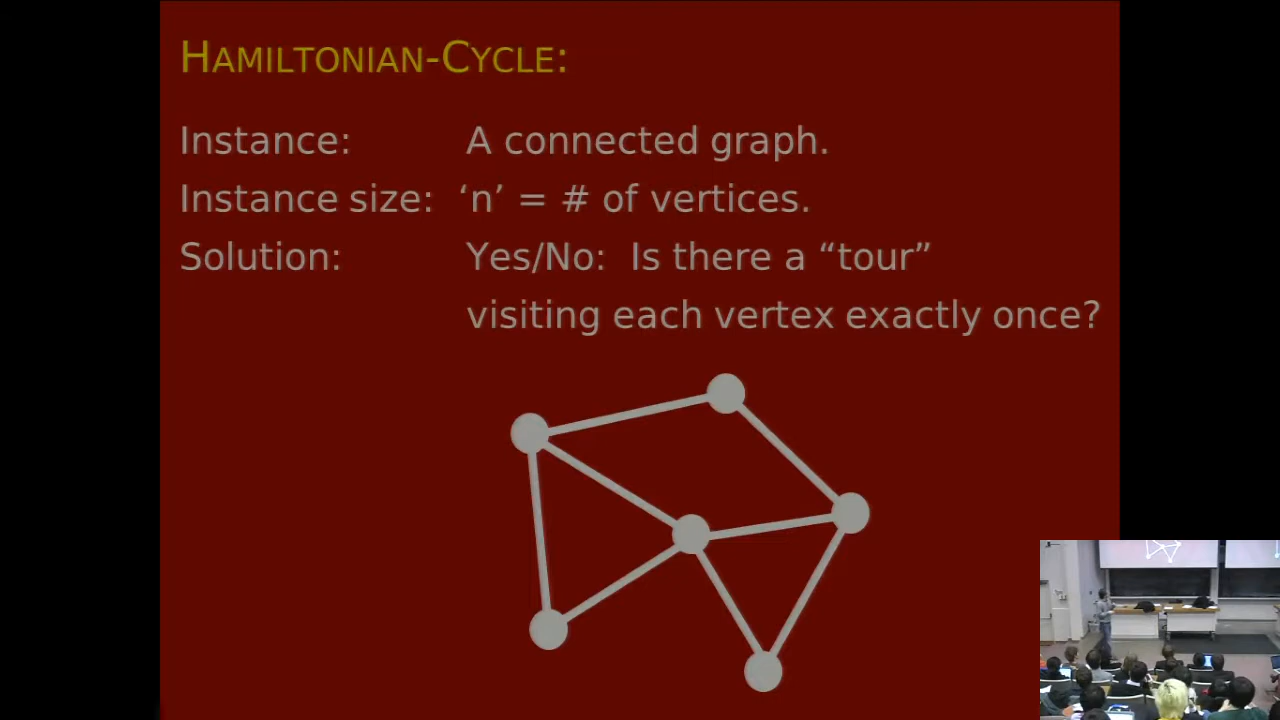 HAMILTONIAN-CYCLE:
Instance: A connected graph.
Instance size: ‘n’ = # of vertices.
Solution: Yes/No: Is there a “tour”
visiting each vertex exactly once?